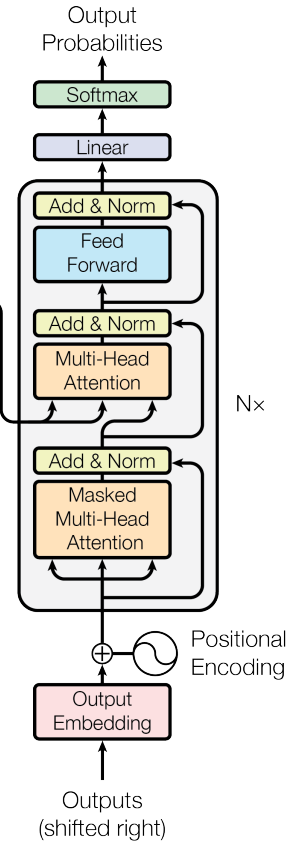 Output
Probabilities
Softmax
Linear
Add & Norm
Feed
Forward
Add & Norm
Multi-Head
Attention
N×
Add & Norm
Masked
Multi-Head
Attention
Positional
Encoding
Output
Embedding
Outputs
(shifted right)